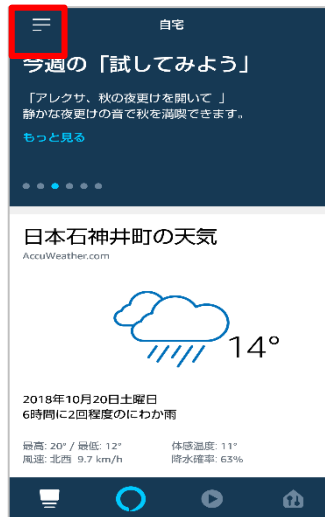 自宅
今週の「試してみよう」
「アレクサ、秋の夜更けを開いて 」
静かな夜更けの音で秋を満喫できます。
もっと見る
日本石神井町の天気
AccuWeather.com
14°
2018年10月20日土曜日
6時間に2回程度のにわか雨
最高: 20° / 最低: 12° 体感温度: 11°
風速: 北西 9.7 km/h 降水確率: 63%